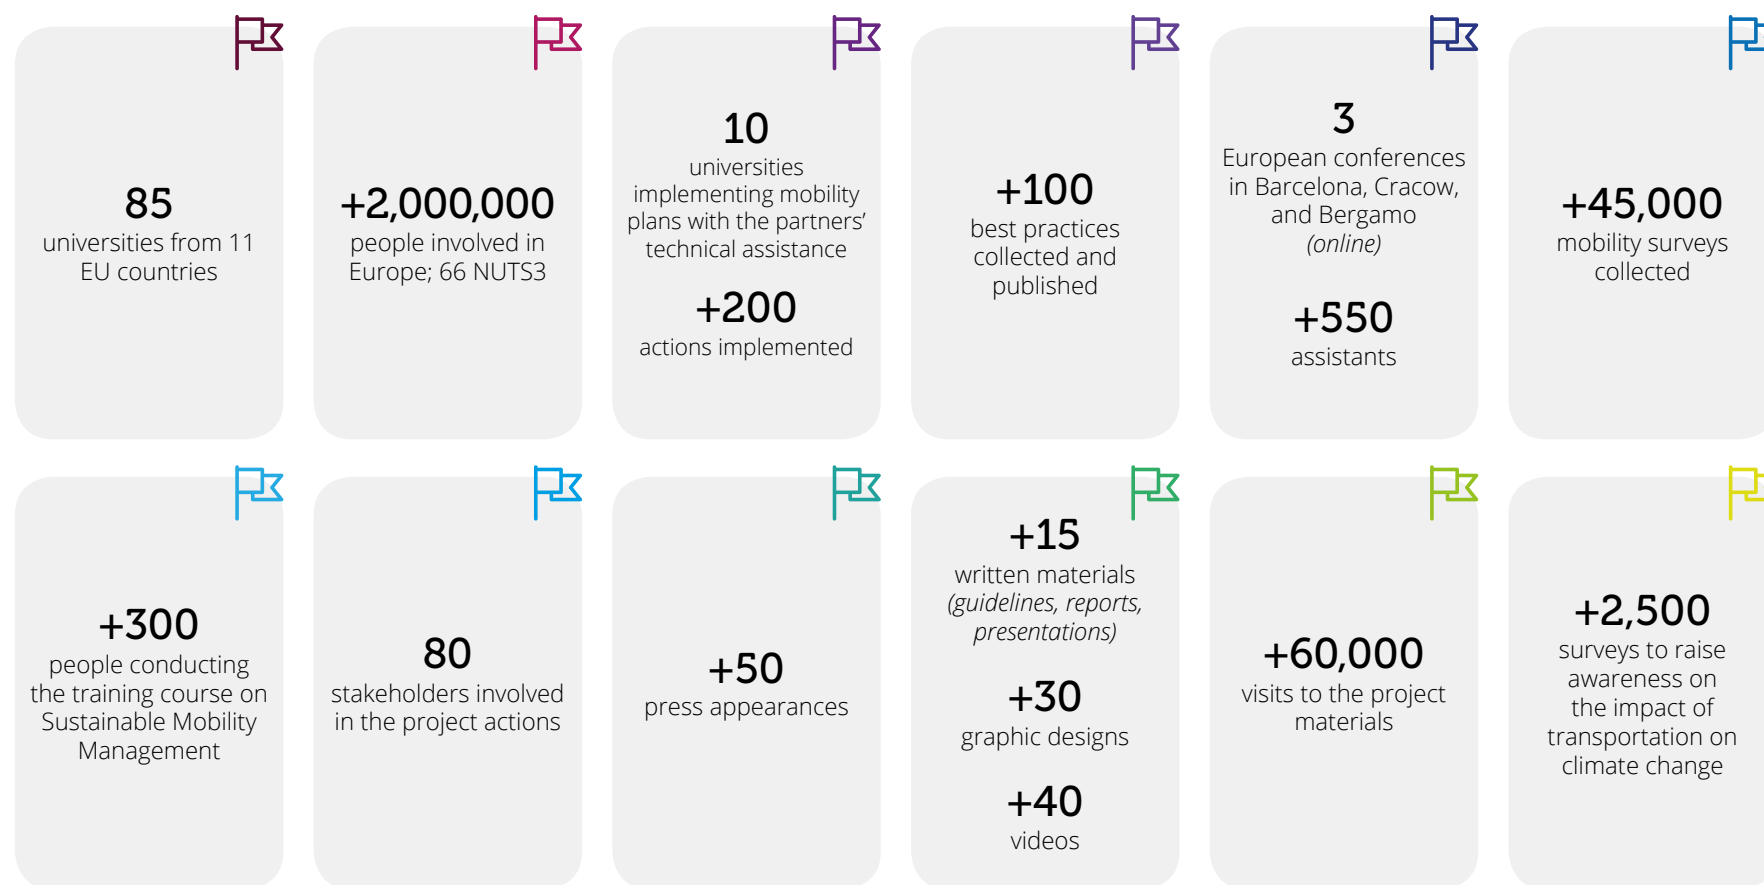 85
universities from 11
EU countries
+2,000,000
people involved in
Europe; 66 NUTS3
10
universities
implementing mobility
plans with the partners’
technical assistance
+200
actions implemented
+100
best practices
collected and
published
3
European conferences
in Barcelona, Cracow,
and Bergamo
(online)
+550
assistants
+45,000
mobility surveys
collected
+300
people conducting
the training course on
Sustainable Mobility
Management
80
stakeholders involved
in the project actions
+50
press appearances
+15
written materials
(guidelines, reports,
presentations)
+30
graphic designs
+40
videos
+60,000
visits to the project
materials
+2,500
surveys to raise
awareness on
the impact of
transportation on
climate change